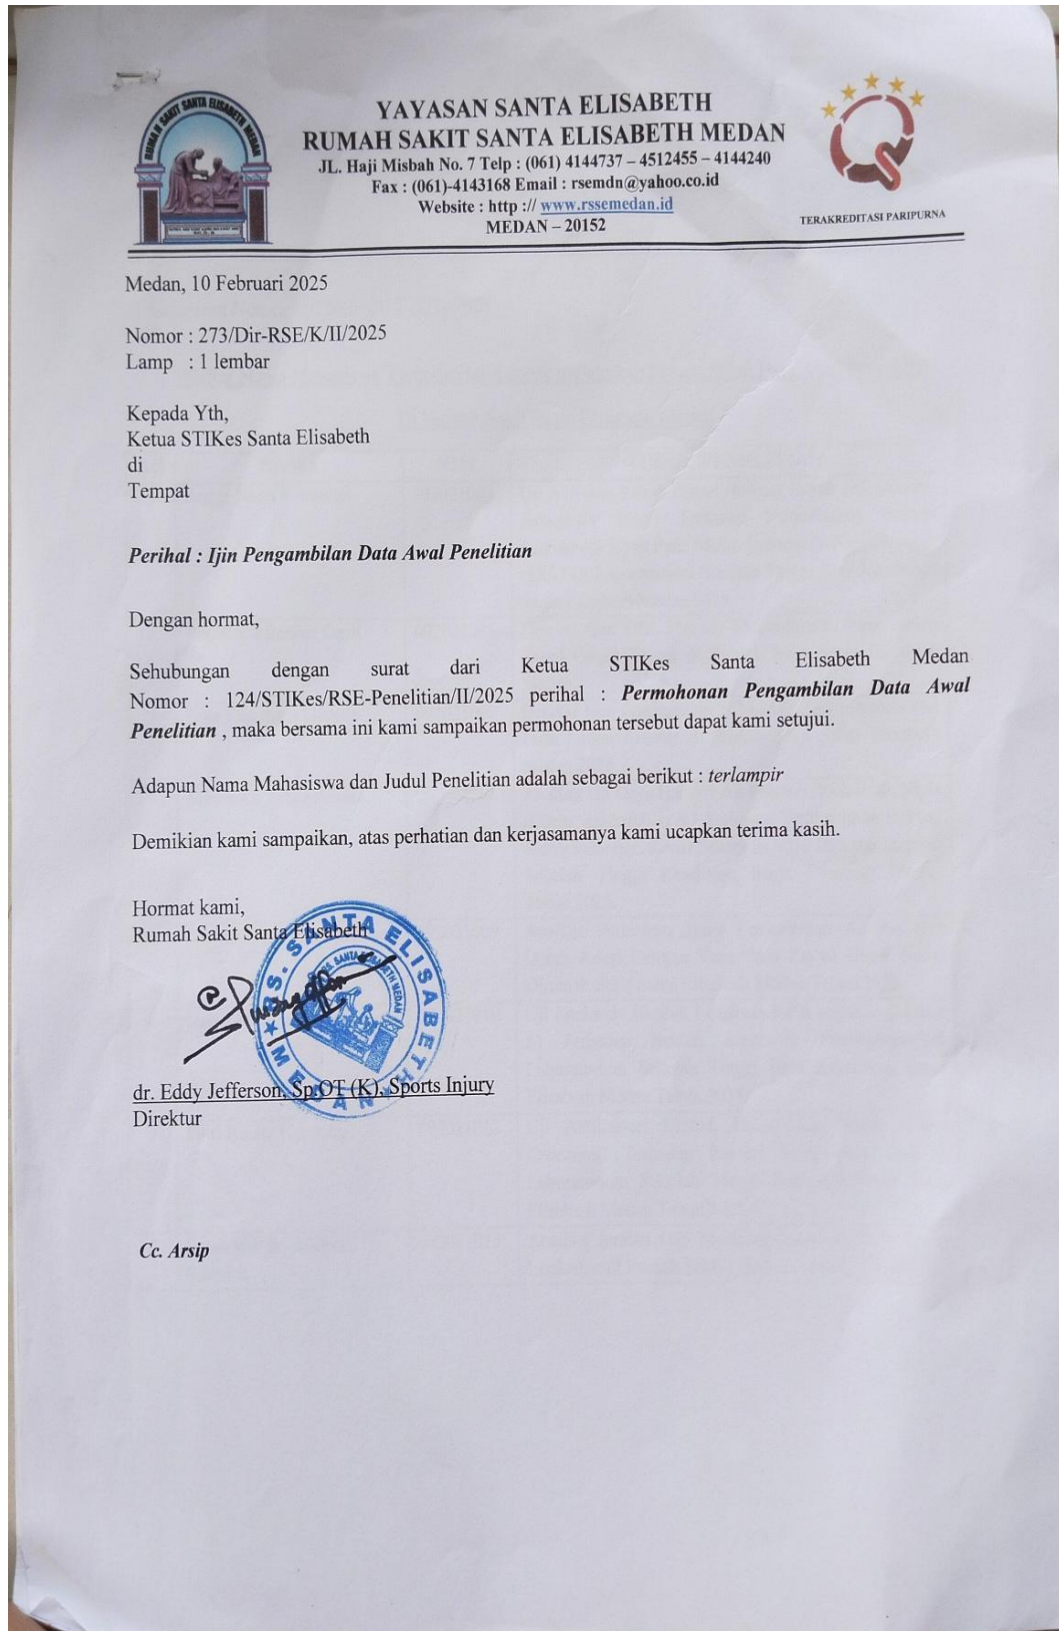 RUMAH SAKIT SANTA ELISABETH MEDAN
YAYASAN SANTA ELISABETH
RUMAH SAKIT SANTA ELISABETH MEDAN
JL. Haji Misbah No. 7 Telp : (061) 4144737 – 4512455 – 4144240
Fax : (061)-4143168 Email : rsemdn@yahoo.co.id
Website : http :// www.rssemedan.id
MEDAN – 20152
TERAKREDITASI PARIPURNA
Medan, 10 Februari 2025
Nomor : 273/Dir-RSE/K/II/2025
Lamp : 1 lembar
Kepada Yth,
Ketua STIKes Santa Elisabeth
di
Tempat
Perihal : Ijin Pengambilan Data Awal Penelitian
Dengan hormat,
Sehubungan dengan surat dari Ketua STIKes Santa Elisabeth Medan
Nomor : 124/STIKes/RSE-Penelitian/II/2025 perihal : Permohonan Pengambilan Data Awal
Penelitian , maka bersama ini kami sampaikan permohonan tersebut dapat kami setujui.
Adapun Nama Mahasiswa dan Judul Penelitian adalah sebagai berikut : terlampir
Demikian kami sampaikan, atas perhatian dan kerjasamanya kami ucapkan terima kasih.
Hormat kami,
Rumah Sakit Santa Elisabeth
RS. SANTA ELISABETH
MEDAN
dr. Eddy Jefferson, Sp.OT (K), Sports Injury
Direktur
Cc. Arsip